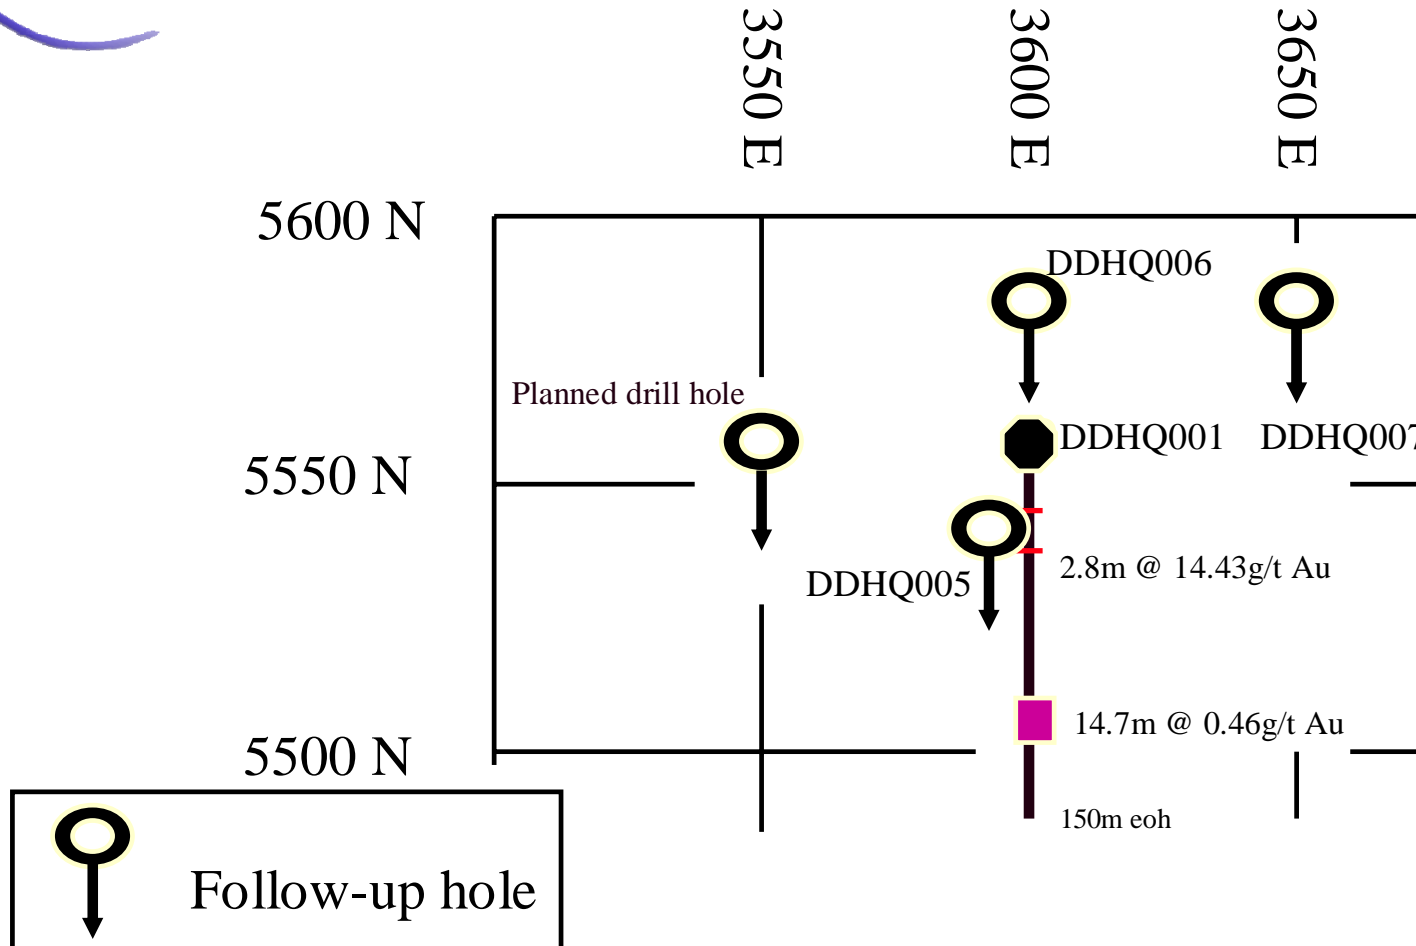 3550 E
3600 E
3650 E
5600 N
DDHQ006
Planned drill hole
DDHQ001
DDHQ007
5550 N
2.8m @ 14.43g/t Au
DDHQ005
14.7m @ 0.46g/t Au
5500 N
150m eoh
Follow-up hole